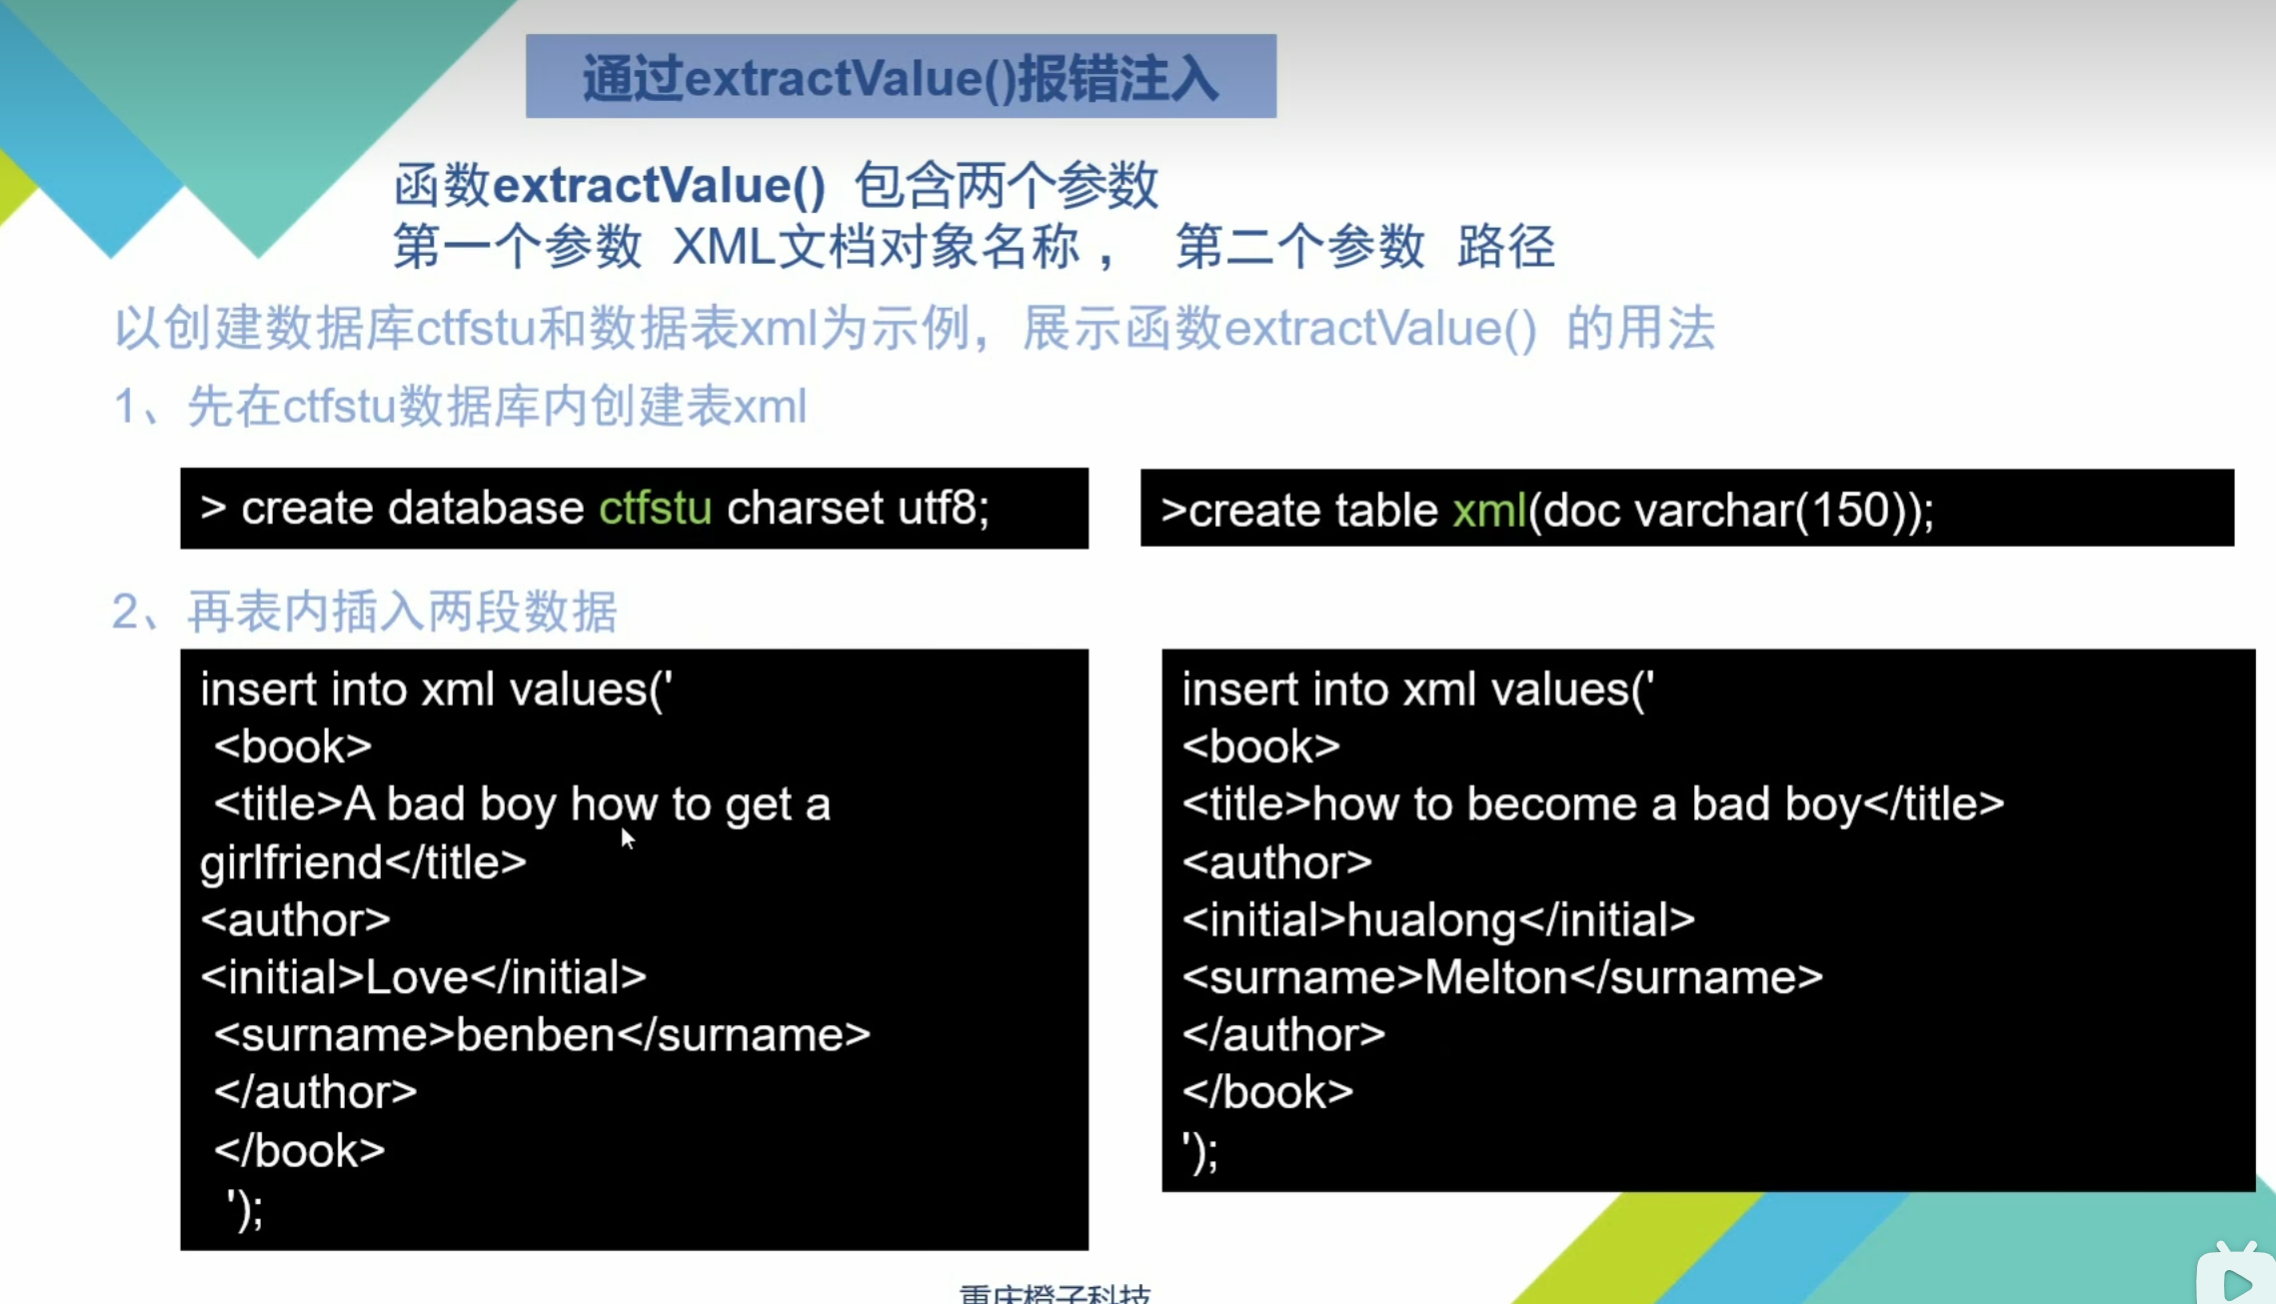 通过extractValue()报错注入
函数extractValue() 包含两个参数
第一个参数 XML文档对象名称 ， 第二个参数 路径
以创建数据库ctfstu和数据表xml为示例，展示函数extractValue() 的用法
1、先在ctfstu数据库内创建表xml
> create database ctfstu charset utf8;
>create table xml(doc varchar(150));
2、再表内插入两段数据
insert into xml values('
<book>
<title>A bad boy how to get a
girlfriend</title>
<author>
<initial>Love</initial>
<surname>benben</surname>
</author>
</book>
');
insert into xml values('
<book>
<title>how to become a bad boy</title>
<author>
<initial>hualong</initial>
<surname>Melton</surname>
</author>
</book>
');
重庆橙子科技